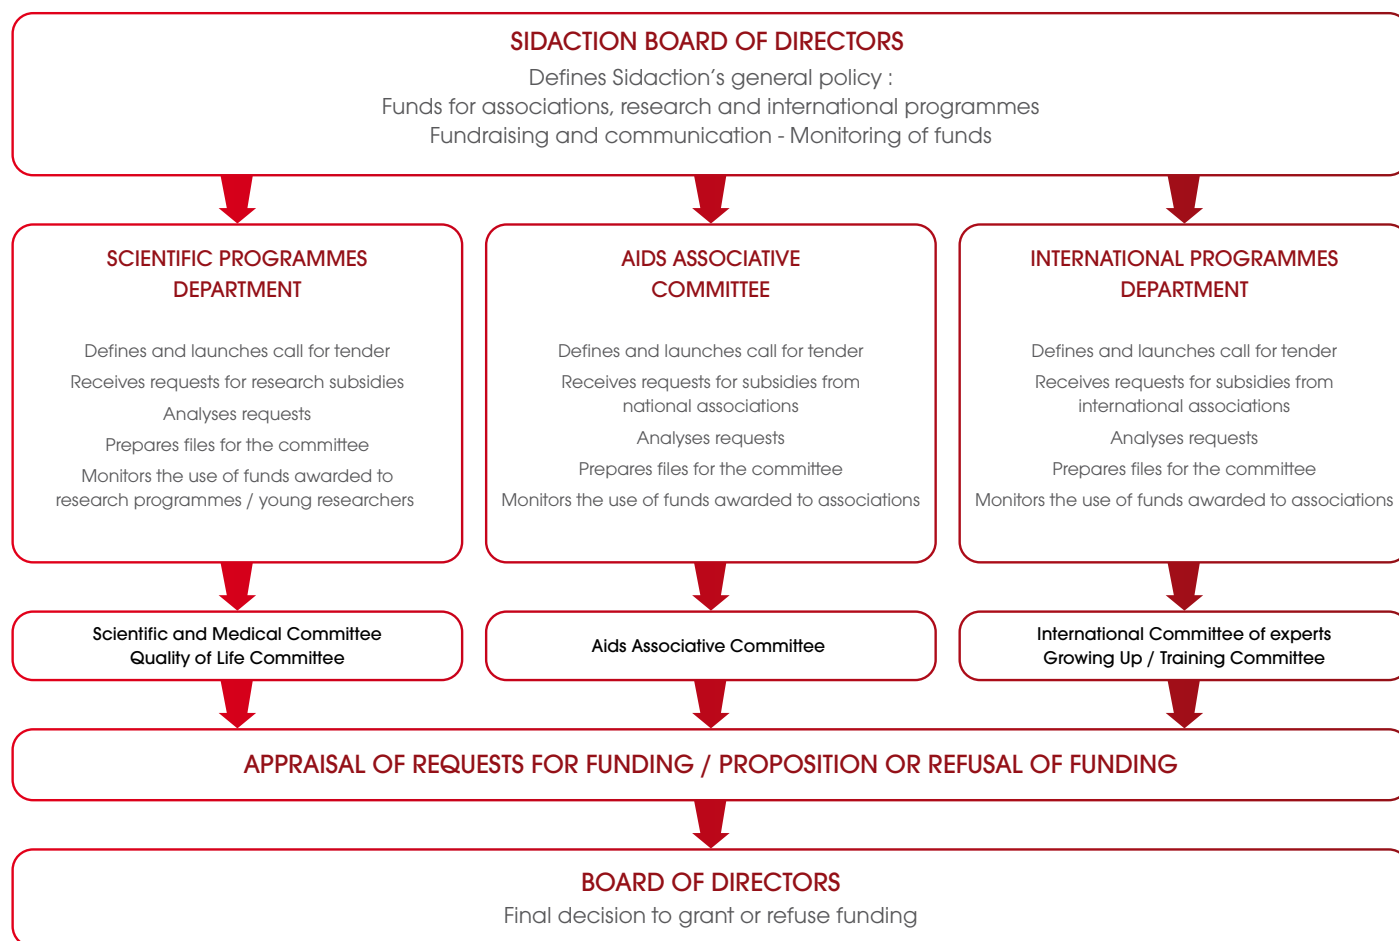 SIDACTION BOARD OF DIRECTORS
Defines Sidaction's general policy :
Funds for associations, research and international programmes
Fundraising and communication - Monitoring of funds
SCIENTIFIC PROGRAMMES
DEPARTMENT
Defines and launches call for tender
Receives requests for research subsidies
Analyses requests
Prepares files for the committee
Monitors the use of funds awarded to
research programmes / young researchers
AIDS ASSOCIATIVE
COMMITTEE
Defines and launches call for tender
Receives requests for subsidies from
national associations
Analyses requests
Prepares files for the committee
Monitors the use of funds awarded to associations
INTERNATIONAL PROGRAMMES
DEPARTMENT
Defines and launches call for tender
Receives requests for subsidies from
international associations
Analyses requests
Prepares files for the committee
Monitors the use of funds awarded to associations
Scientific and Medical Committee
Quality of Life Committee
Aids Associative Committee
International Committee of experts
Growing Up / Training Committee
APPRAISAL OF REQUESTS FOR FUNDING / PROPOSITION OR REFUSAL OF FUNDING
BOARD OF DIRECTORS
Final decision to grant or refuse funding